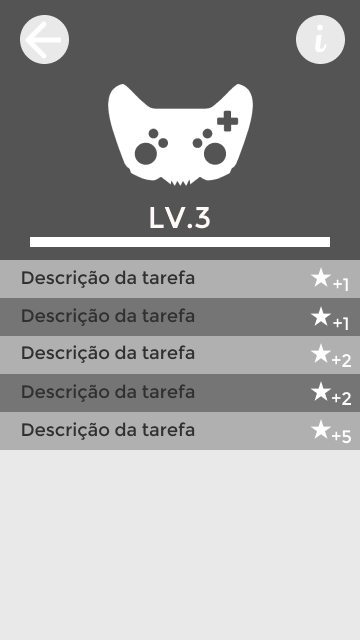 i
LV.3
Descrição da tarefa +1
Descrição da tarefa +1
Descrição da tarefa +2
Descrição da tarefa +2
Descrição da tarefa +5